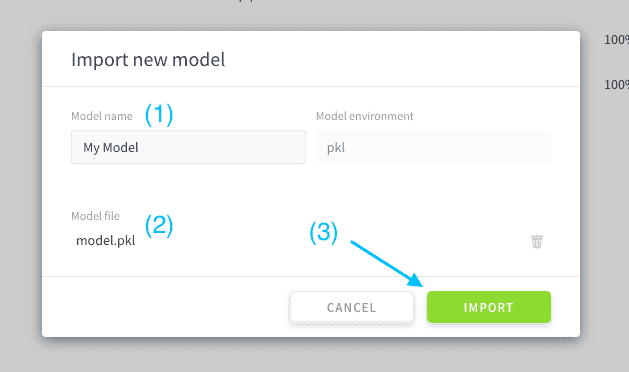 100%
Import new model
100%
Model name (1) Model environment
My Model pkl
Model file (2)
model.pkl (3)
CANCEL IMPORT